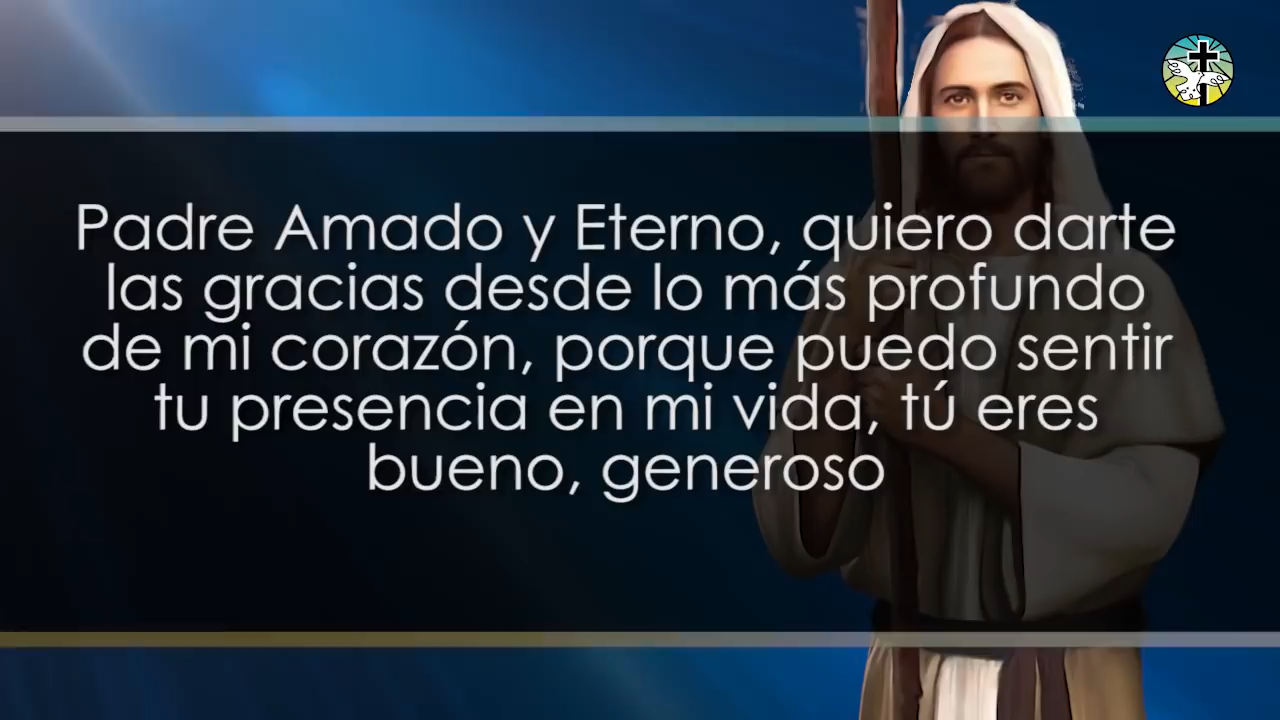 Padre Amado y Eterno, quiero darte
las gracias desde lo más profundo
de mi corazón, porque puedo sentir
tu presencia en mi vida, tú eres
bueno, generoso